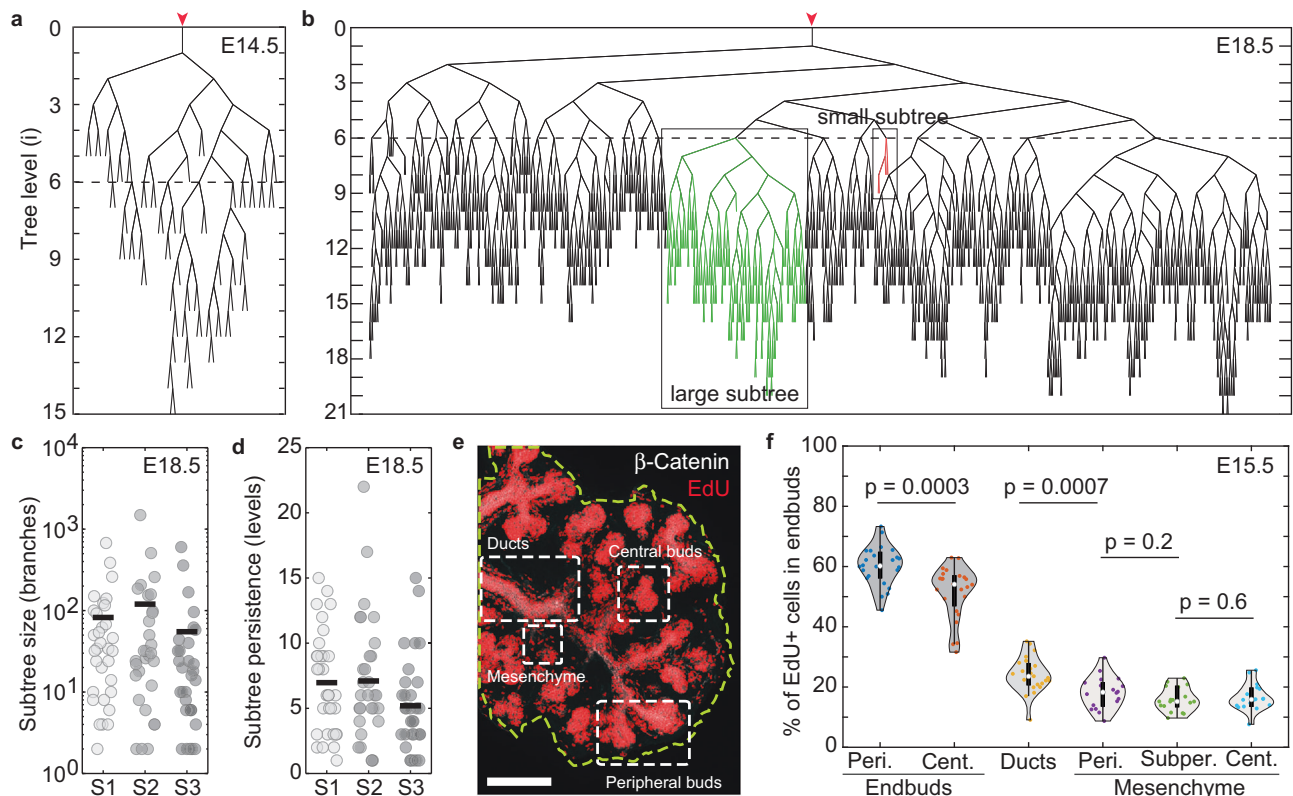 a
E14.5
Tree level (i)
0
3
6
9
12
15
b
E18.5
0
3
6
9
12
15
18
21
small subtree
large subtree
c
E18.5
Subtree size (branches)
10^4
10^3
10^2
10^1
10^0
S1 S2 S3
d
E18.5
Subtree persistence (levels)
25
20
15
10
5
0
S1 S2 S3
e
β-Catenin
EdU
Ducts
Central buds
Mesenchyme
Peripheral buds
f
E15.5
% of EdU+ cells in endbuds
100
80
60
40
20
0
p = 0.0003
p = 0.0007
p = 0.2
p = 0.6
Peri. Cent. Ducts Peri. Subper. Cent.
Endbuds Mesenchyme